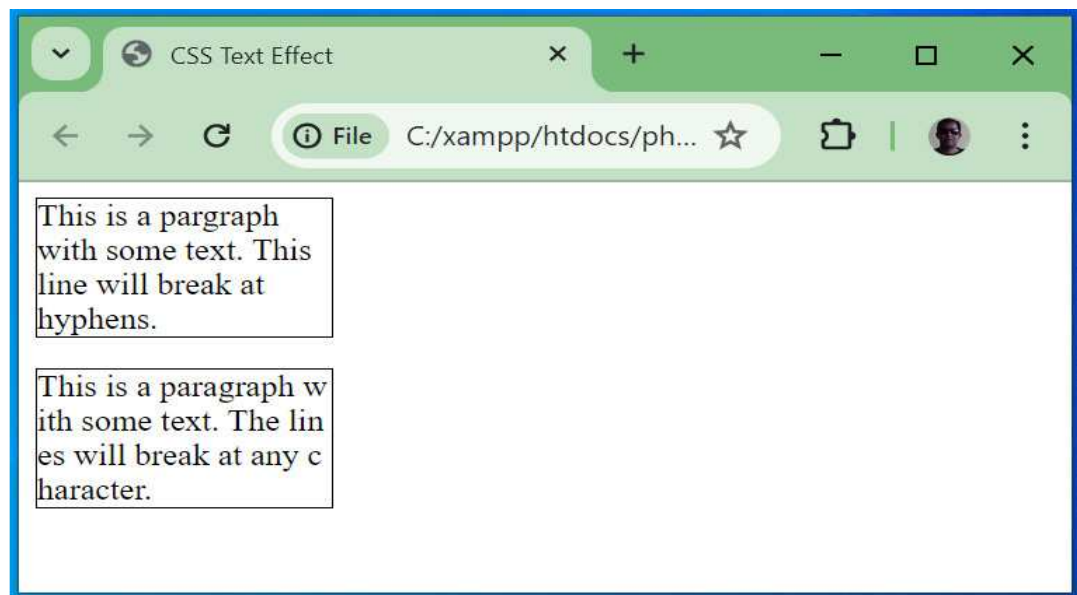 CSS Text Effect
File C:/xampp/htdocs/ph...
This is a pargraph
with some text. This
line will break at
hyphens.
This is a paragraph w
ith some text. The lin
es will break at any c
haracter.